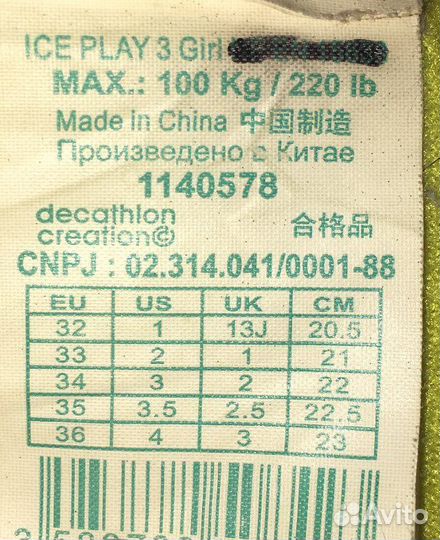 ICE PLAY 3 Girl
MAX.: 100 Kg / 220 lb
Made in China 中国制造
Произведено в Китае
1140578
decathlon
creation©
合格品
CNPJ : 02.314.041/0001-88
EU US UK CM
32 1 13J 20.5
33 2 1 21
34 3 2 22
35 3.5 2.5 22.5
36 4 3 23
Avito